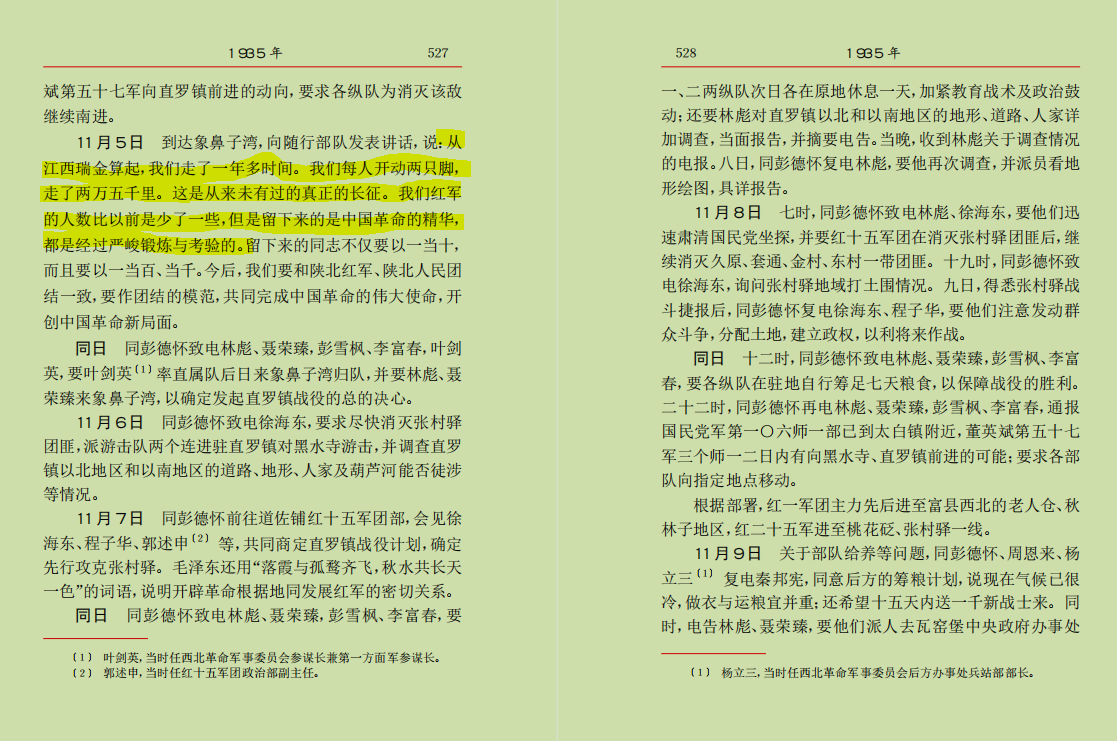 1935年 527
斌第五十七军向直罗镇前进的动向,要求各纵队为消灭该敌
继续南进。
11月5日 到达象鼻子湾,向随行部队发表讲话,说:从
江西瑞金算起,我们走了一年多时间。我们每人开动两只脚,
走了两万五千里。这是从来未有过的真正的长征。我们红军
的人数比以前是少了一些,但是留下来的是中国革命的精华,
都是经过严峻锻炼与考验的。留下来的同志不仅要以一当十,
而且要以一当百、当千。今后,我们要和陕北红军、陕北人民团
结一致,要作团结的模范,共同完成中国革命的伟大使命,开
创中国革命新局面。
同日 同彭德怀致电林彪、聂荣臻,彭雪枫、李富春,叶剑
英,要叶剑英〔1〕率直属队后日来象鼻子湾归队,并要林彪、聂
荣臻来象鼻子湾,以确定发起直罗镇战役的总的决心。
11月6日 同彭德怀致电徐海东,要求尽快消灭张村驿
团匪,派游击队两个连进驻直罗镇对黑水寺游击,并调查直罗
镇以北地区和以南地区的道路、地形、人家及葫芦河能否徒涉
等情况。
11月7日 同彭德怀前往道佐铺红十五军团部,会见徐
海东、程子华、郭述申〔2〕等,共同商定直罗镇战役计划,确定
先行攻克张村驿。毛泽东还用“落霞与孤鹜齐飞,秋水共长天
一色”的词语,说明开辟革命根据地同发展红军的密切关系。
同日 同彭德怀致电林彪、聂荣臻,彭雪枫、李富春,要
〔1〕 叶剑英,当时任西北革命军事委员会参谋长兼第一方面军参谋长。
〔2〕 郭述申,当时任红十五军团政治部副主任。
528 1935年
一、二两纵队次日各在原地休息一天,加紧教育战术及政治鼓
动;还要林彪对直罗镇以北和以南地区的地形、道路、人家详
加调查,当面报告,并摘要电告。当晚,收到林彪关于调查情况
的电报。八日,同彭德怀复电林彪,要他再次调查,并派员看地
形绘图,具详报告。
11月8日 七时,同彭德怀致电林彪、徐海东,要他们迅
速肃清国民党坐探,并要红十五军团在消灭张村驿团匪后,继
续消灭久原、套通、金村、东村一带团匪。十九时,同彭德怀致
电徐海东,询问张村驿地域打土围情况。九日,得悉张村驿战
斗捷报后,同彭德怀复电徐海东、程子华,要他们注意发动群
众斗争,分配土地,建立政权,以利将来作战。
同日 十二时,同彭德怀致电林彪、聂荣臻,彭雪枫、李富
春,要各纵队在驻地自行筹足七天粮食,以保障战役的胜利。
二十二时,同彭德怀再电林彪、聂荣臻,彭雪枫、李富春,通报
国民党军第一〇六师一部已到太白镇附近,董英斌第五十七
军三个师一二日内有向黑水寺、直罗镇前进的可能;要求各部
队向指定地点移动。
根据部署,红一军团主力先后进至富县西北的老人仓、秋
林子地区,红二十五军进至桃花砭、张村驿一线。
11月9日 关于部队给养等问题,同彭德怀、周恩来、杨
立三〔1〕复电秦邦宪,同意后方的筹粮计划,说现在气候已很
冷,做衣与运粮宜并重;还希望十五天内送一千新战士来。同
时,电告林彪、聂荣臻,要他们派人去瓦窑堡中央政府办事处
〔1〕 杨立三,当时任西北革命军事委员会后方办事处兵站部部长。